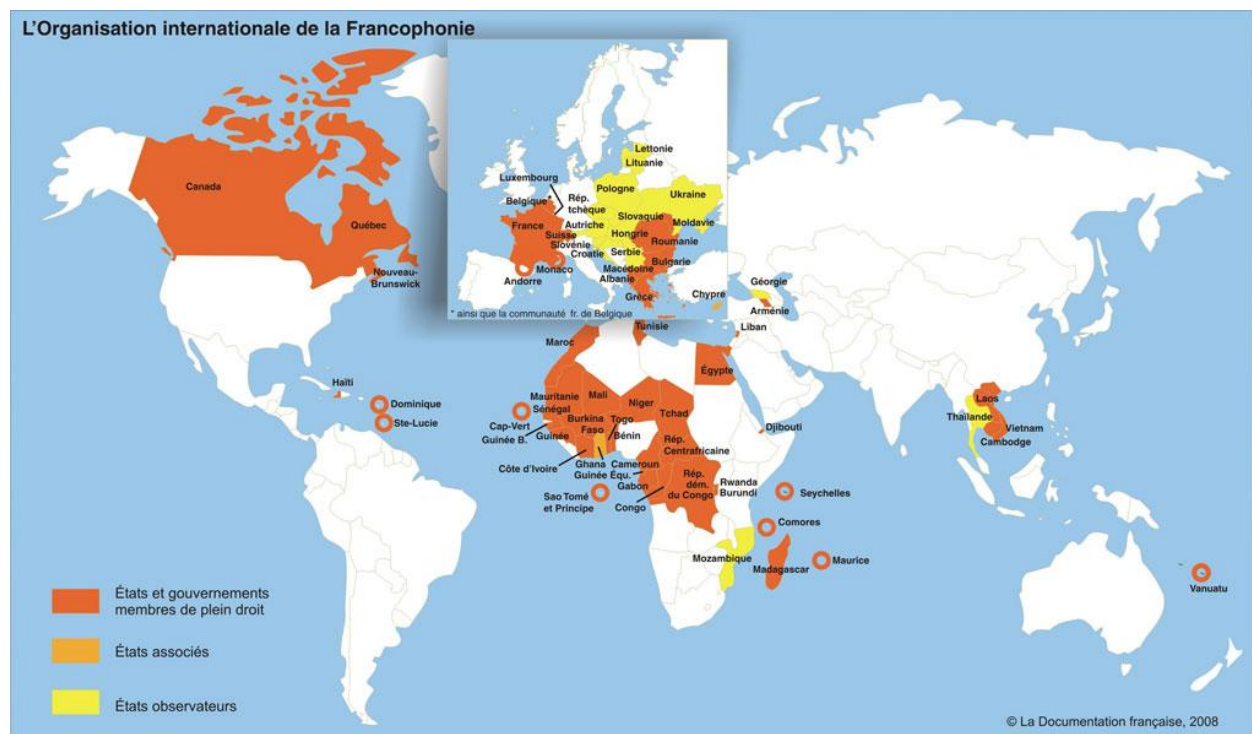 L'Organisation internationale de la Francophonie
Canada
Québec
Nouveau-
Brunswick
Lettonie
Lituanie
Luxembourg
Pologne
Belgique*
Rép.
tchèque
Ukraine
Autriche
Slovaquie
Moldavie
France
Suisse
Hongrie
Slovénie
Roumanie
Croatie
Serbie
Bulgarie
Monaco
Macédoine
Andorre
Albanie
Grèce
Chypre
* ainsi que la communauté fr. de Belgique
Géorgie
Arménie
Liban
Tunisie
Maroc
Égypte
Haïti
Dominique
Ste-Lucie
Mauritanie
Mali
Niger
Tchad
Sénégal
Cap-Vert
Burkina
Faso
Togo
Bénin
Guinée B.
Guinée
Djibouti
Rép.
Centrafricaine
Côte d'Ivoire
Ghana
Cameroun
Guinée Équ.
Gabon
Rép.
dém.
du Congo
Rwanda
Burundi
Sao Tomé
et Principe
Congo
Seychelles
Comores
Mozambique
Madagascar
Maurice
Laos
Thaïlande
Vietnam
Cambodge
Vanuatu
États et gouvernements
membres de plein droit
États associés
États observateurs
© La Documentation française, 2008